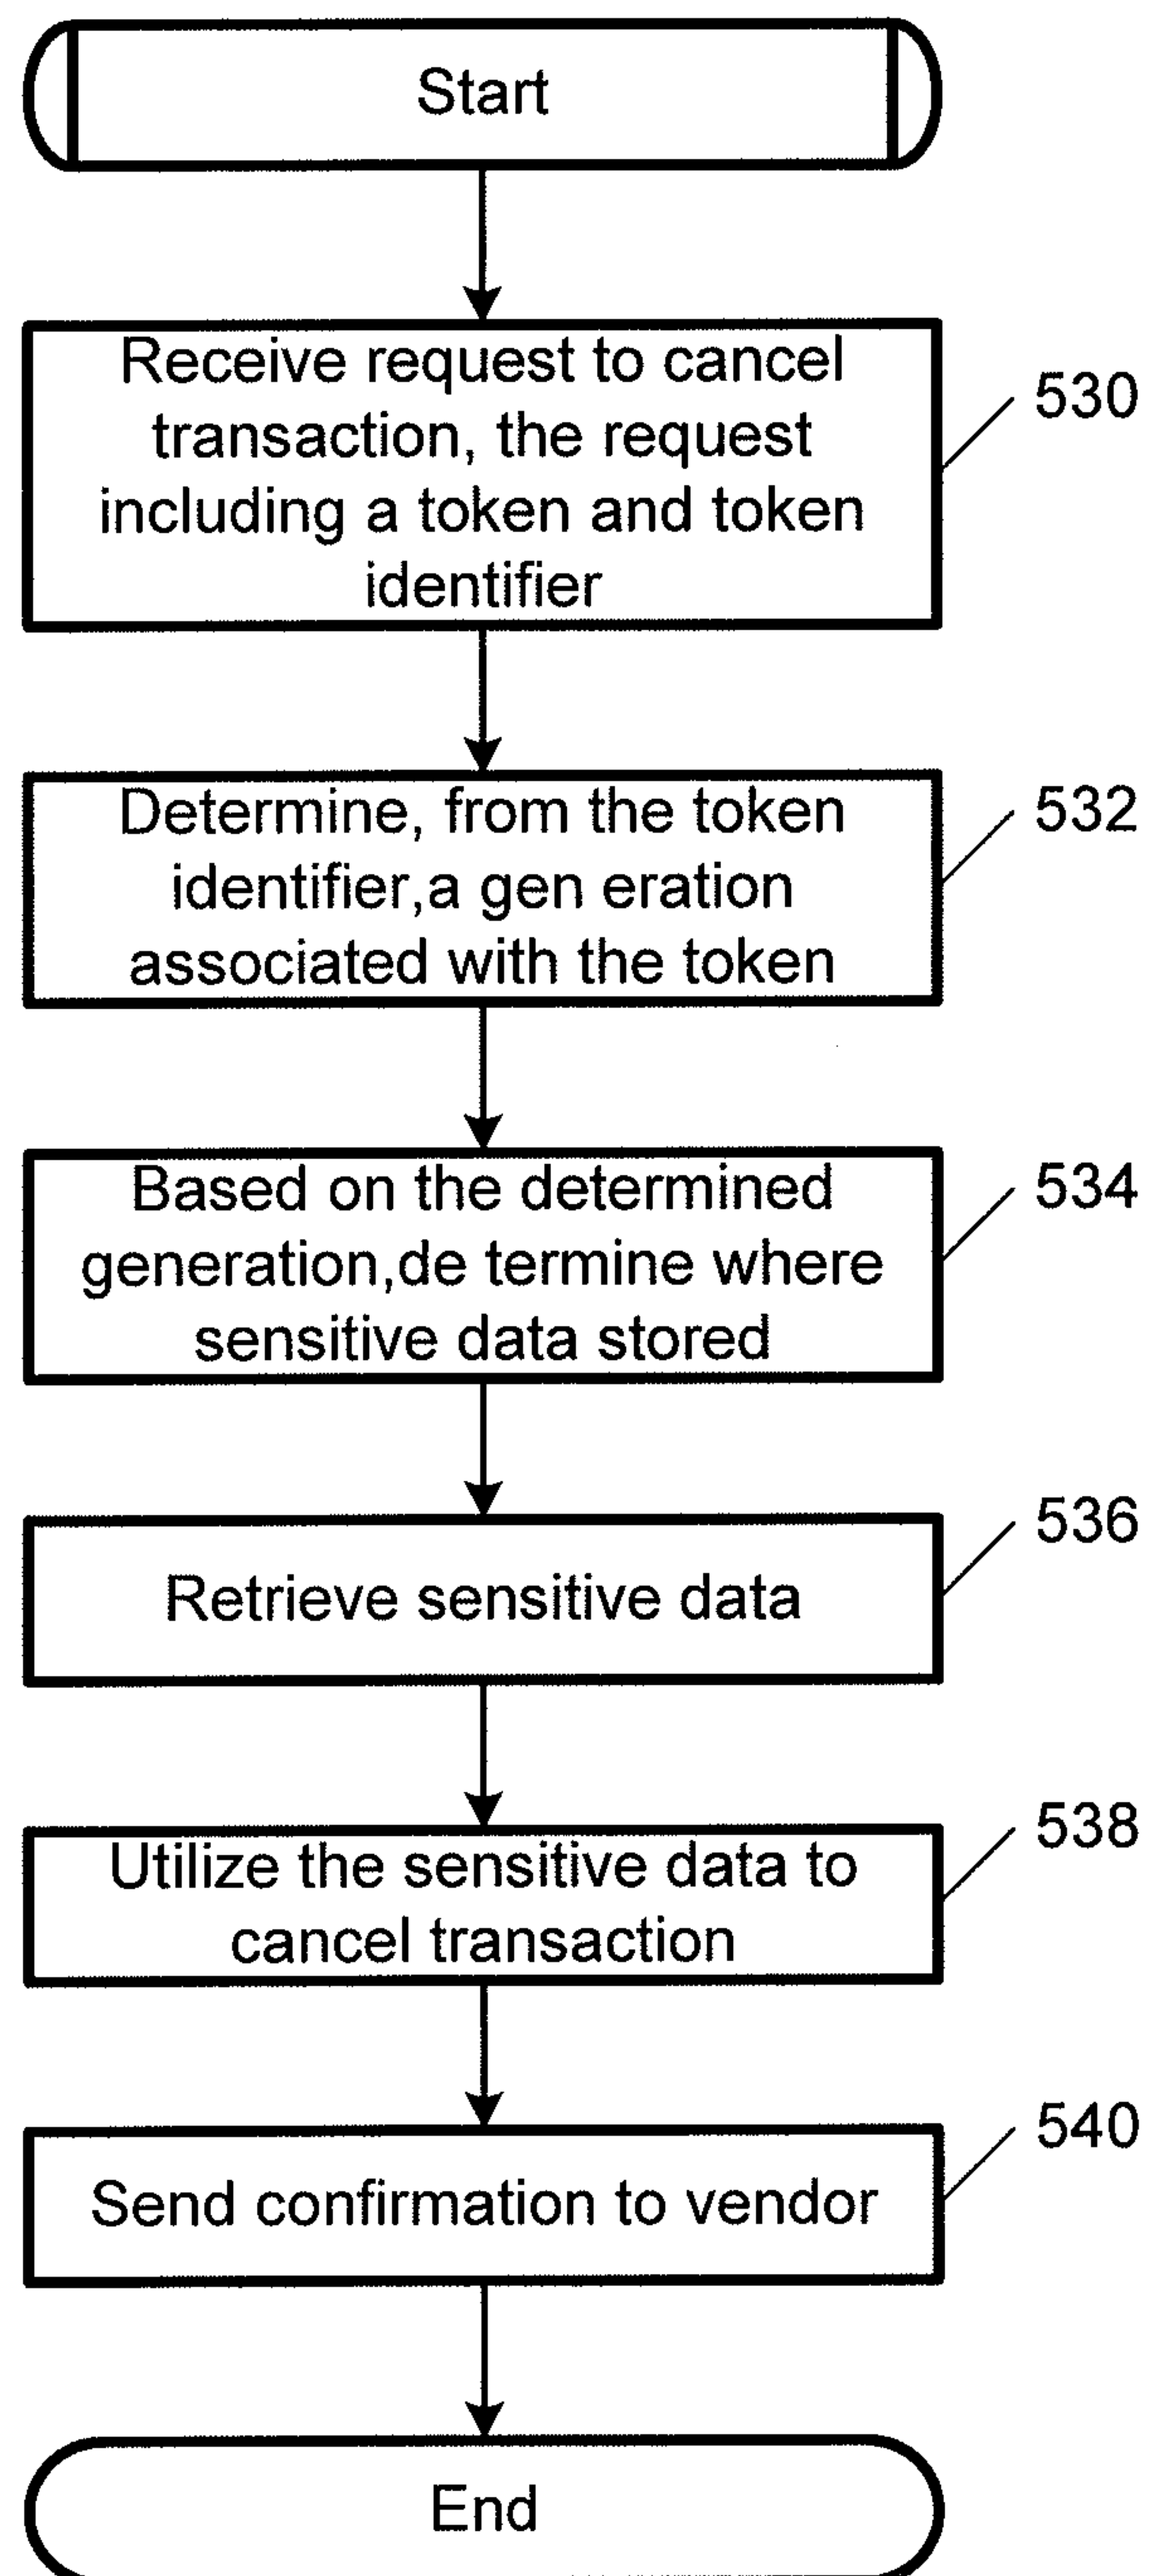 Start
Receive request to cancel
transaction, the request
including a token and token
identifier
530
Determine, from the token
identifier,a gen eration
associated with the token
532
Based on the determined
generation,de termine where
sensitive data stored
534
Retrieve sensitive data
536
Utilize the sensitive data to
cancel transaction
538
Send confirmation to vendor
540
End